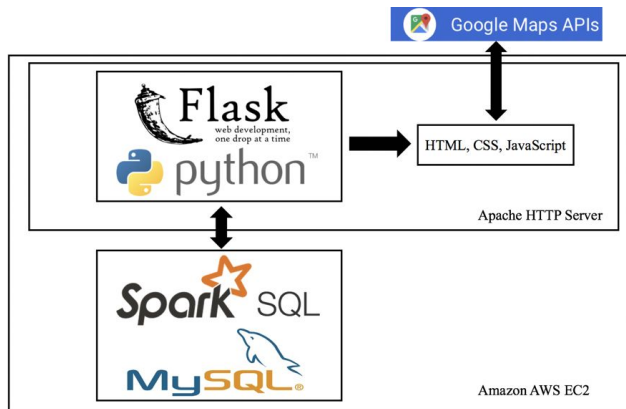 Google Maps APIs
Flask
web development,
one drop at a time
python™
HTML, CSS, JavaScript
Apache HTTP Server
Spark SQL
MySQL®
Amazon AWS EC2